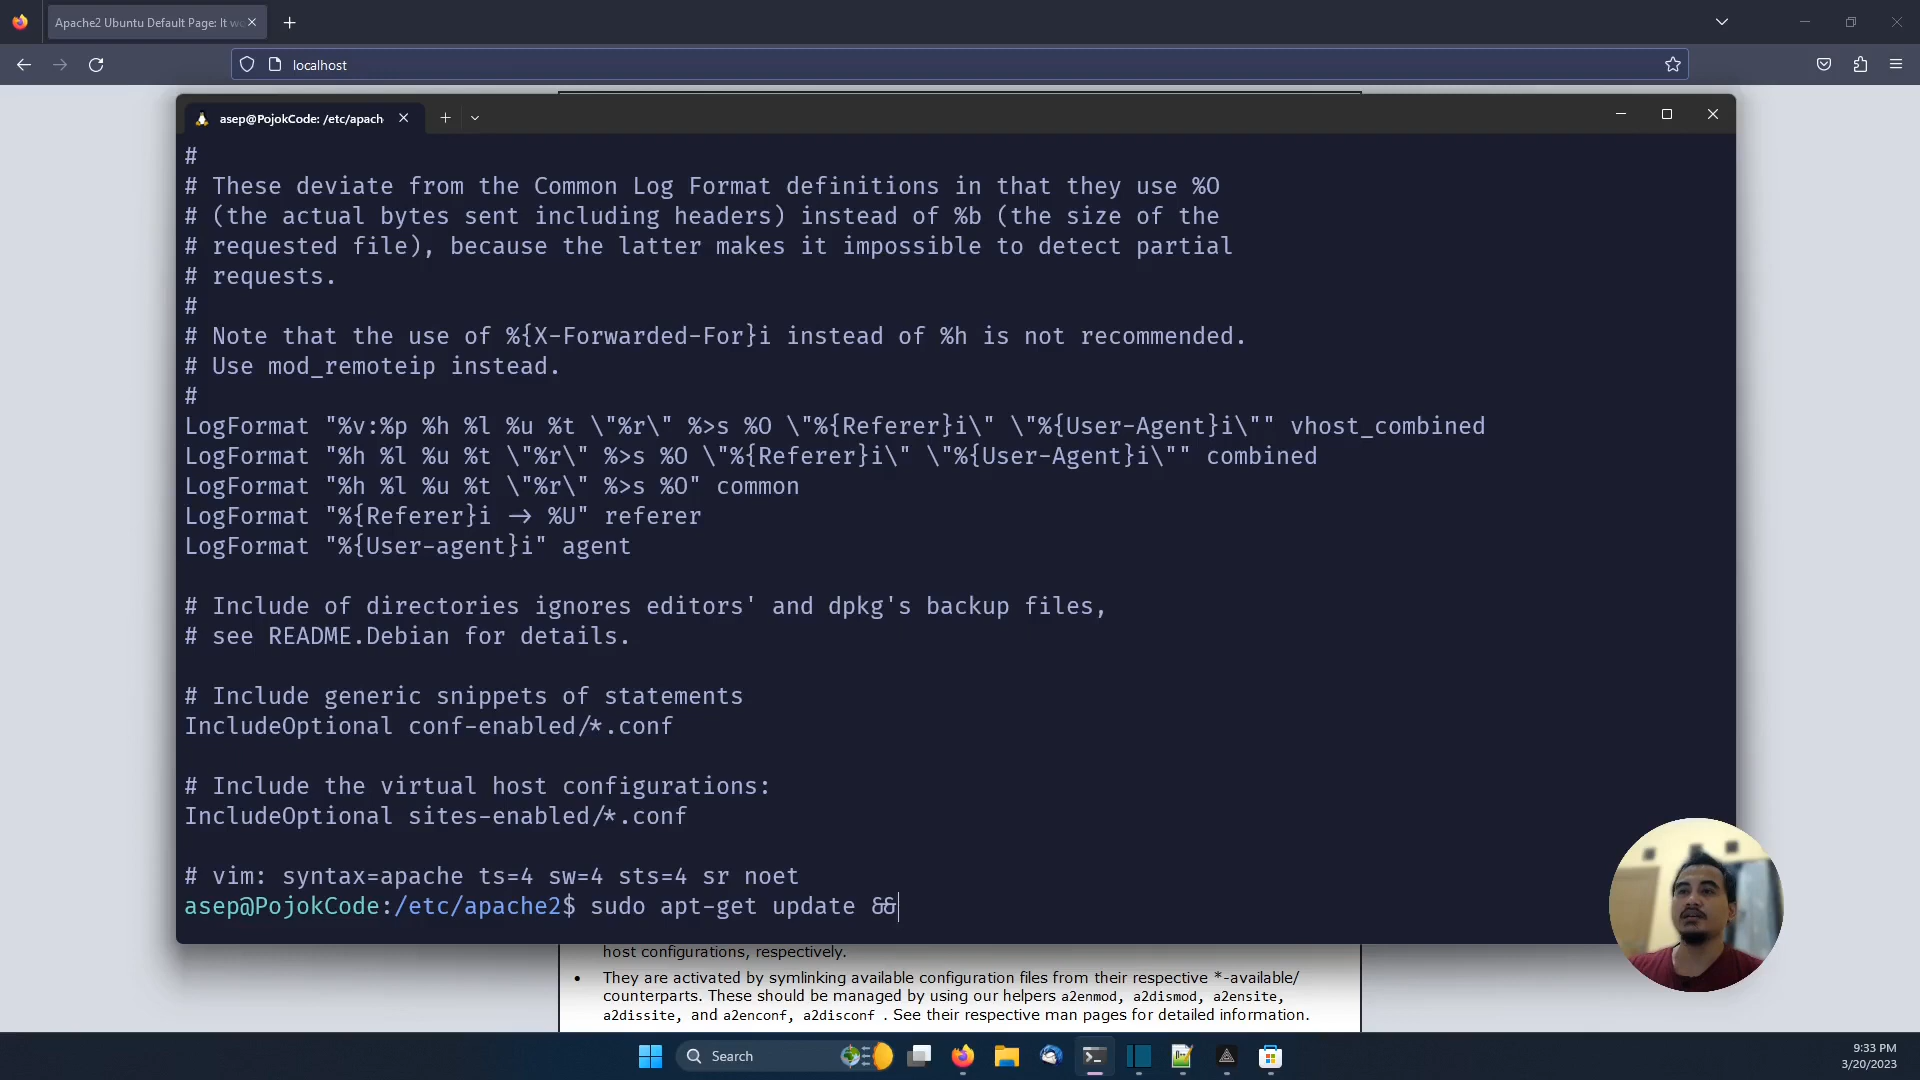 Apache2 Ubuntu Default Page: It wo
localhost
asep@PojokCode: /etc/apach
#
# These deviate from the Common Log Format definitions in that they use %O
# (the actual bytes sent including headers) instead of %b (the size of the
# requested file), because the latter makes it impossible to detect partial
# requests.
#
# Note that the use of %{X-Forwarded-For}i instead of %h is not recommended.
# Use mod_remoteip instead.
#
LogFormat "%v:%p %h %l %u %t \"%r\" %>s %O \"%{Referer}i\" \"%{User-Agent}i\"" vhost_combined
LogFormat "%h %l %u %t \"%r\" %>s %O \"%{Referer}i\" \"%{User-Agent}i\"" combined
LogFormat "%h %l %u %t \"%r\" %>s %O" common
LogFormat "%{Referer}i -> %U" referer
LogFormat "%{User-agent}i" agent
# Include of directories ignores editors' and dpkg's backup files,
# see README.Debian for details.
# Include generic snippets of statements
IncludeOptional conf-enabled/*.conf
# Include the virtual host configurations:
IncludeOptional sites-enabled/*.conf
# vim: syntax=apache ts=4 sw=4 sts=4 sr noet
asep@PojokCode:/etc/apache2$ sudo apt-get update &&
host configurations, respectively.
• They are activated by symlinking available configuration files from their respective *-available/
counterparts. These should be managed by using our helpers a2enmod, a2dismod, a2ensite,
a2dissite, and a2enconf, a2disconf . See their respective man pages for detailed information.
Search
9:33 PM
3/20/2023